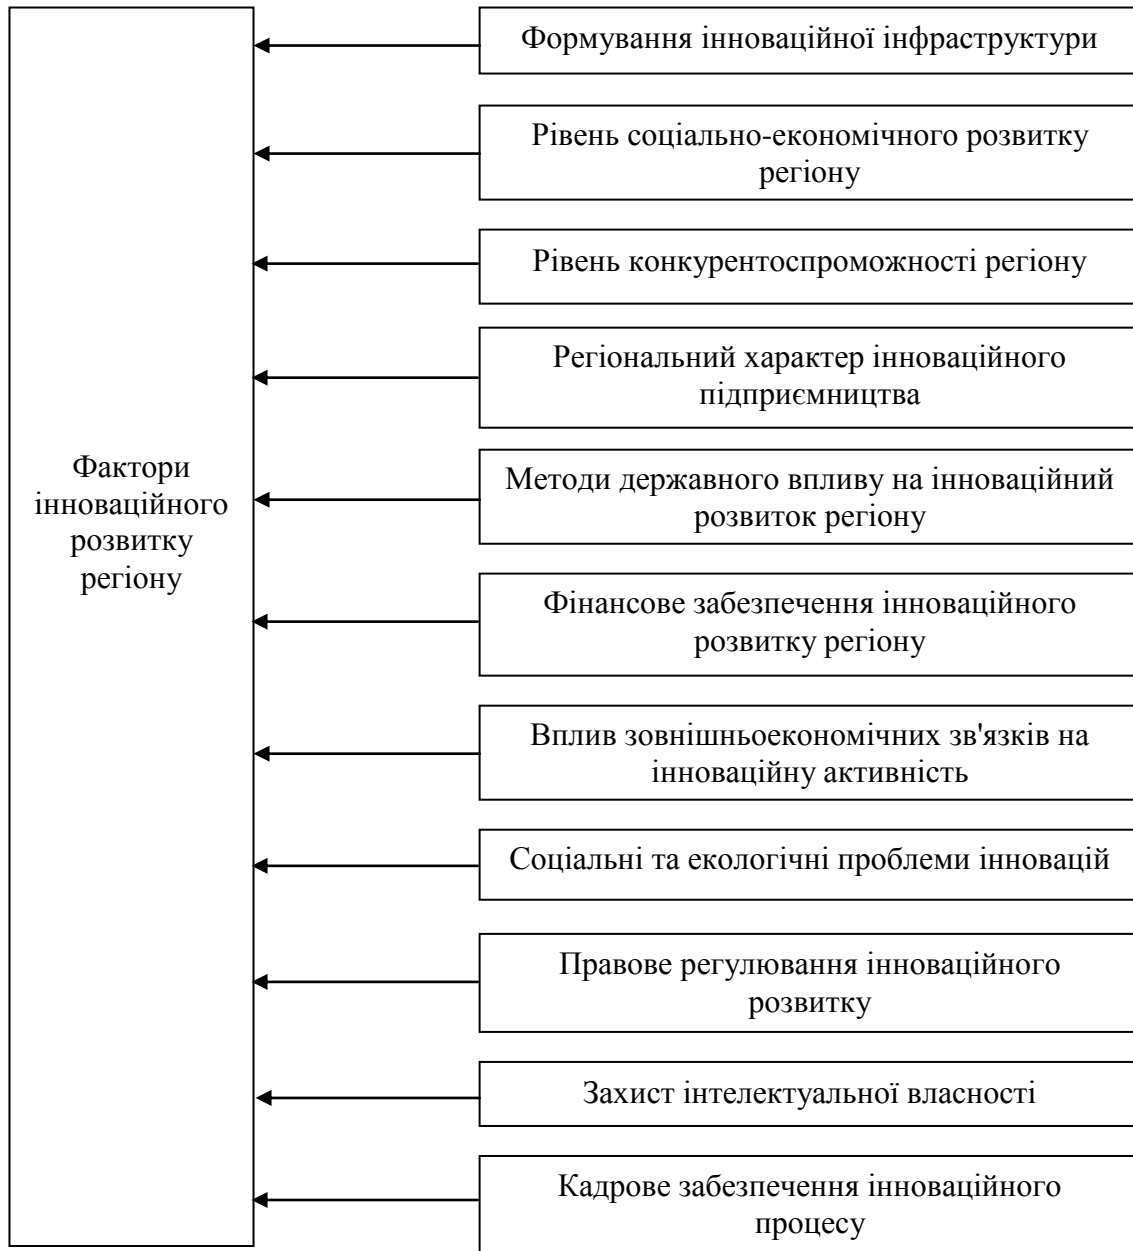 Фактори
інноваційного
розвитку
регіону
Формування інноваційної інфраструктури
Рівень соціально-економічного розвитку
регіону
Рівень конкурентоспроможності регіону
Регіональний характер інноваційного
підприємництва
Методи державного впливу на інноваційний
розвиток регіону
Фінансове забезпечення інноваційного
розвитку регіону
Вплив зовнішньоекономічних зв'язків на
інноваційну активність
Соціальні та екологічні проблеми інновацій
Правове регулювання інноваційного
розвитку
Захист інтелектуальної власності
Кадрове забезпечення інноваційного
процесу